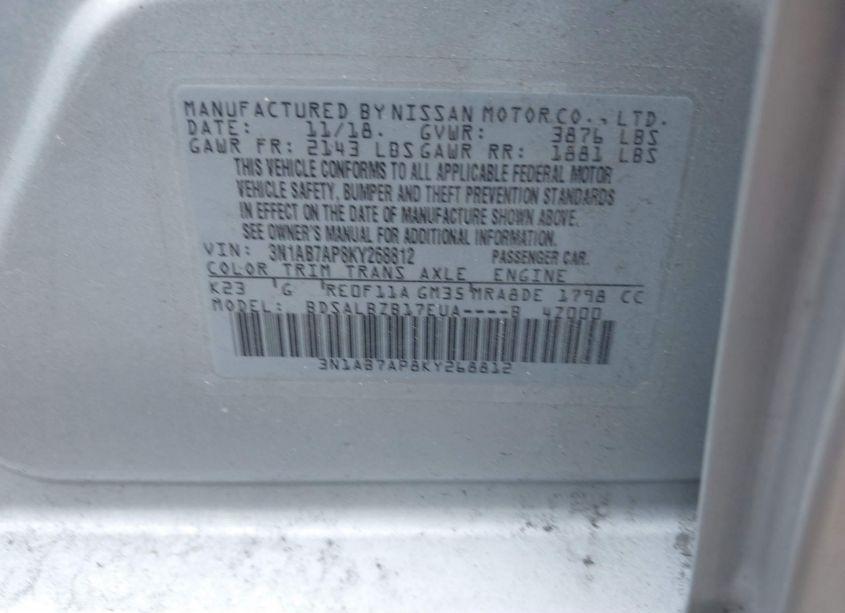 MANUFACTURED BY NISSAN MOTOR CO., LTD.
DATE: 11/18. GVWR: 3876 LBS
GAWR FR: 2143 LBS GAWR RR: 1881 LBS
THIS VEHICLE CONFORMS TO ALL APPLICABLE FEDERAL MOTOR
VEHICLE SAFETY, BUMPER AND THEFT PREVENTION STANDARDS
IN EFFECT ON THE DATE OF MANUFACTURE SHOWN ABOVE.
SEE OWNER'S MANUAL FOR ADDITIONAL INFORMATION.
VIN: 3N1AB7AP8KY268812 PASSENGER CAR.
COLOR TRIM TRANS AXLE ENGINE
K23 G RE0F11A GM35 MRA8DE 1798 CC
MODEL: BDSALBZB17EUA----B 4Z000
3N1AB7AP8KY268812